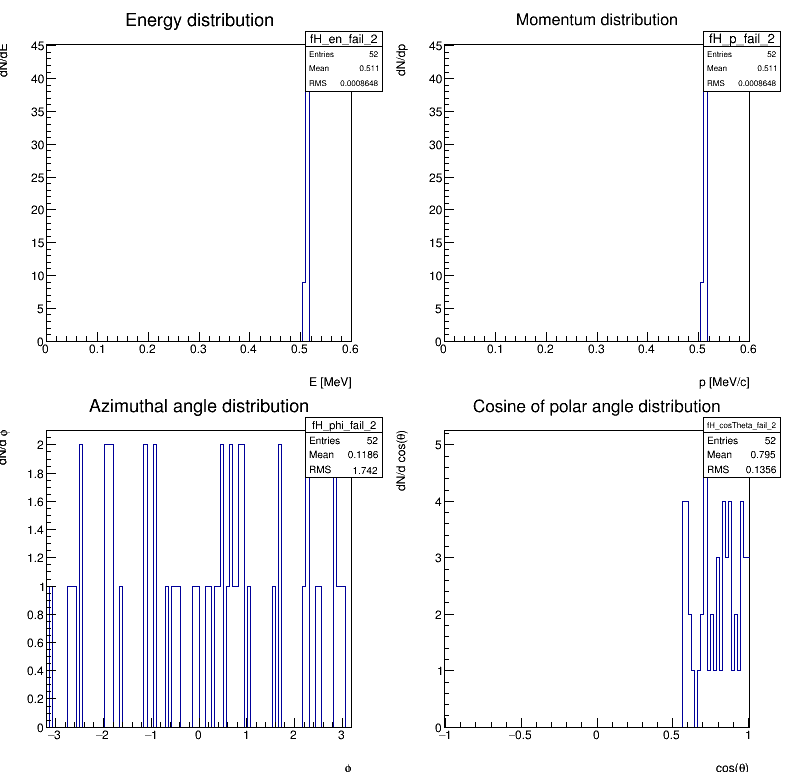 Energy distribution
dN/dE
fH_en_fail_2
Entries 52
Mean 0.511
RMS 0.0008648
45
40
35
30
25
20
15
10
5
0
0 0.1 0.2 0.3 0.4 0.5 0.6
E [MeV]
Momentum distribution
dN/dp
fH_p_fail_2
Entries 52
Mean 0.511
RMS 0.0008648
45
40
35
30
25
20
15
10
5
0
0 0.1 0.2 0.3 0.4 0.5 0.6
p [MeV/c]
Azimuthal angle distribution
dN/d ϕ
fH_phi_fail_2
Entries 52
Mean 0.1186
RMS 1.742
2
1.8
1.6
1.4
1.2
1
0.8
0.6
0.4
0.2
0
−3 −2 −1 0 1 2 3
ϕ
Cosine of polar angle distribution
dN/d cos(θ)
fH_cosTheta_fail_2
Entries 52
Mean 0.795
RMS 0.1356
5
4
3
2
1
0
−1 −0.5 0 0.5 1
cos(θ)